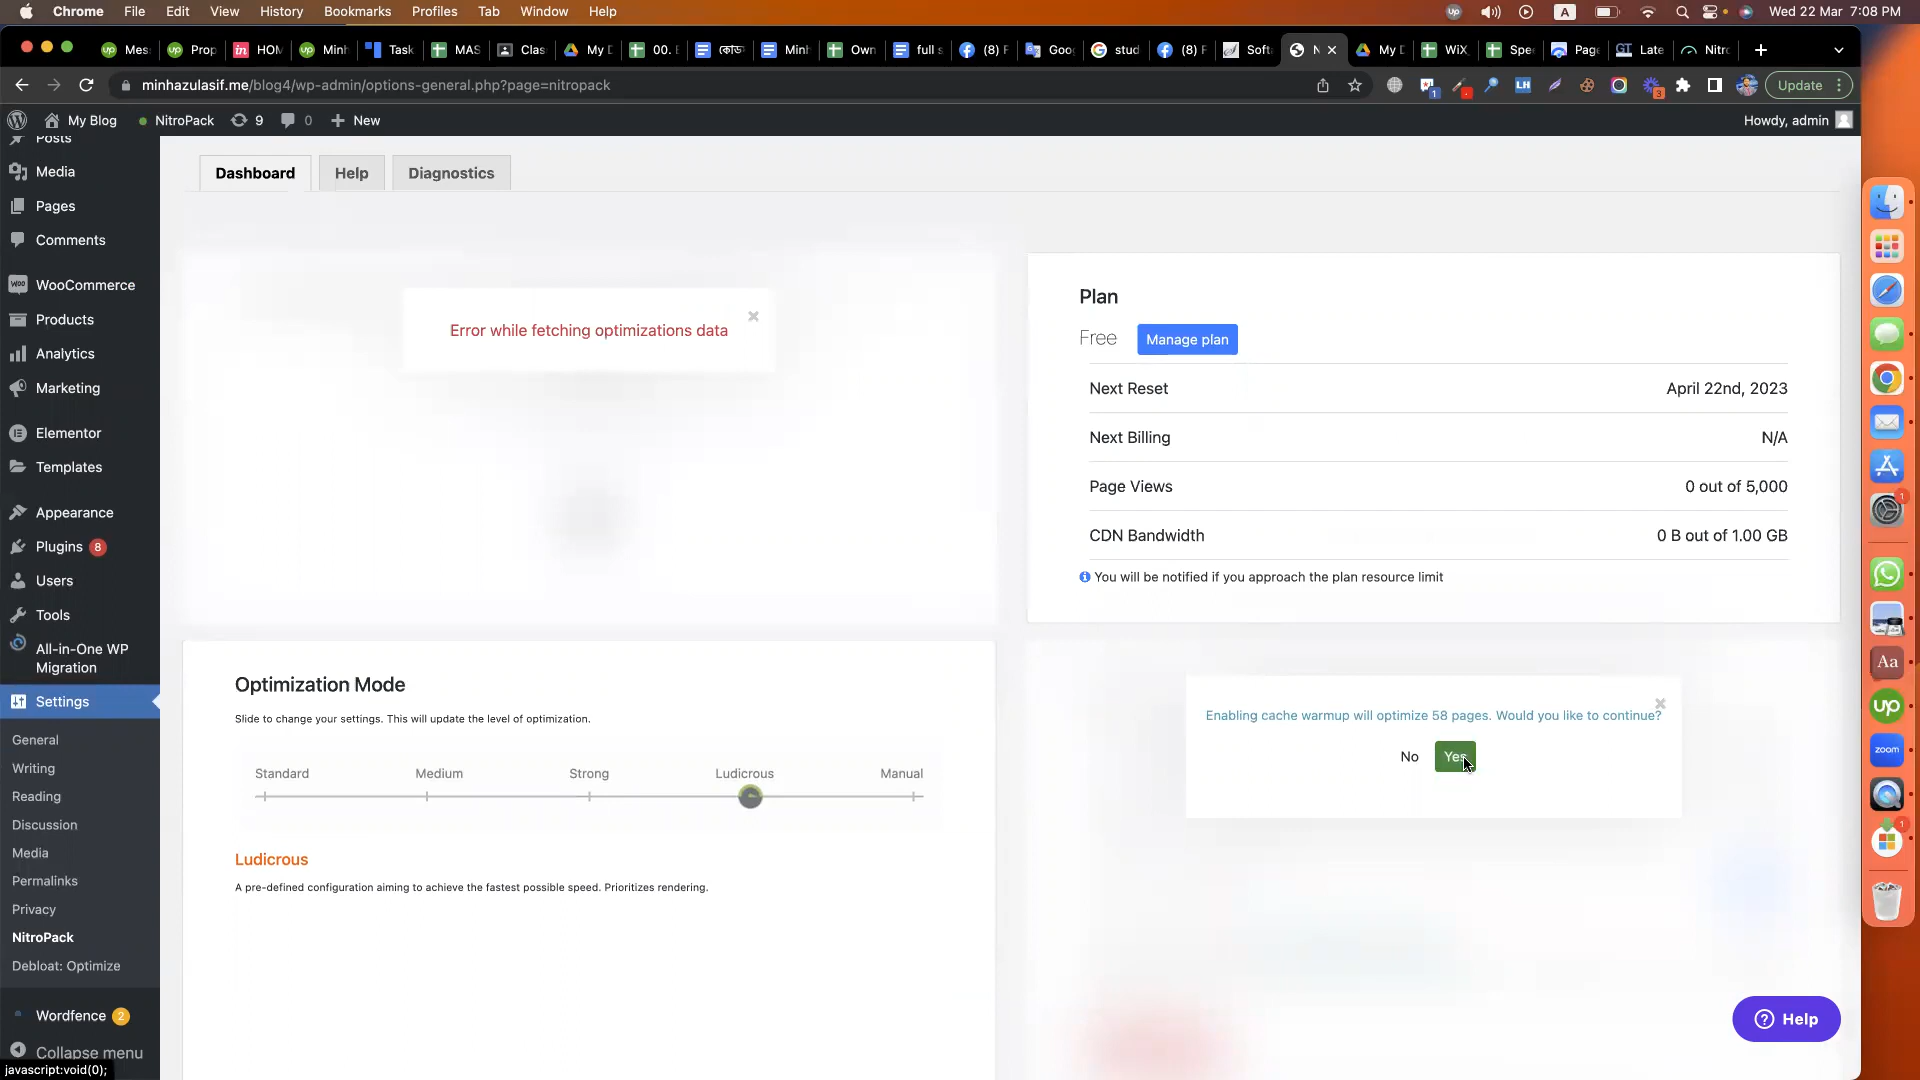 Chrome File Edit View History Bookmarks Profiles Tab Window Help
Wed 22 Mar 7:08 PM
minhazulasif.me/blog4/wp-admin/options-general.php?page=nitropack
Update
My Blog NitroPack 9 0 New
Howdy, admin
Posts
Media
Pages
Comments
WooCommerce
Products
Analytics
Marketing
Elementor
Templates
Appearance
Plugins 8
Users
Tools
All-in-One WP
Migration
Settings
General
Writing
Reading
Discussion
Media
Permalinks
Privacy
NitroPack
Debloat: Optimize
Wordfence 2
Collapse menu
javascript:void(0);
Dashboard Help Diagnostics
Error while fetching optimizations data
Plan
Free Manage plan
Next Reset April 22nd, 2023
Next Billing N/A
Page Views 0 out of 5,000
CDN Bandwidth 0 B out of 1.00 GB
You will be notified if you approach the plan resource limit
Optimization Mode
Slide to change your settings. This will update the level of optimization.
Standard Medium Strong Ludicrous Manual
Ludicrous
A pre-defined configuration aiming to achieve the fastest possible speed. Prioritizes rendering.
Enabling cache warmup will optimize 58 pages. Would you like to continue?
No Yes
Help